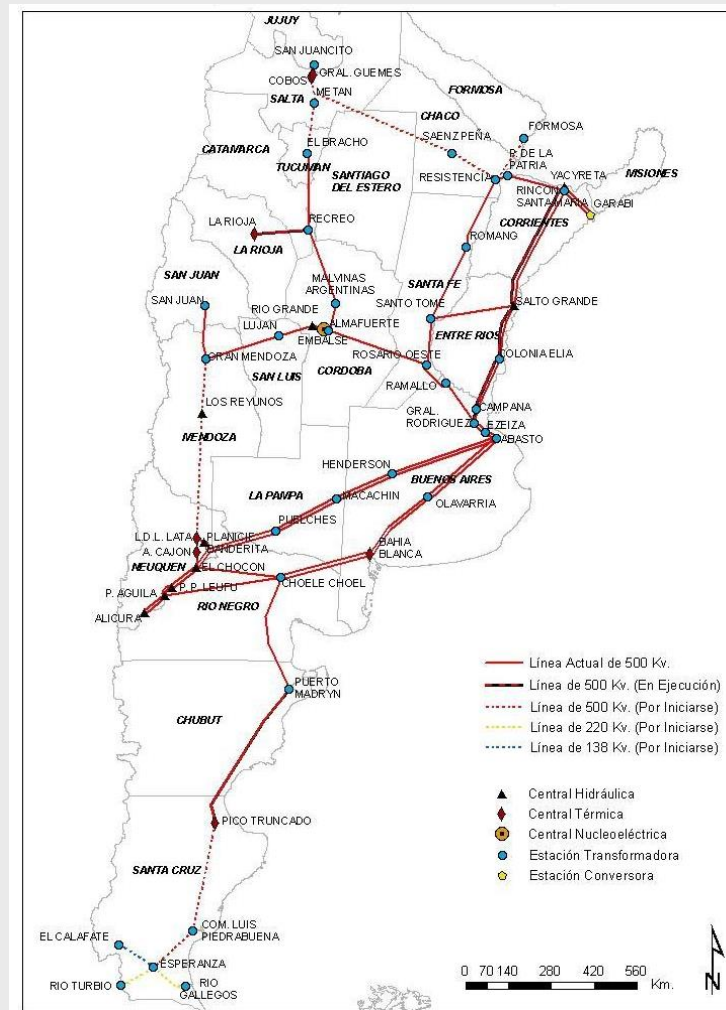 JUJUY
SAN JUANCITO
GRAL. GUEMES
COBOS
METAN
SALTA
FORMOSA
CHACO
FORMOSA
SAENZ PEÑA
CATAMARCA
EL BRACHO
TUCUMAN
SANTIAGO
DEL ESTERO
P. DE LA
PATRIA
RESISTENCIA
YACYRETA
MISIONES
RINCON
SANTA MARIA
GARABI
CORRIENTES
LA RIOJA
RECREO
LA RIOJA
ROMANG
SAN JUAN
MALVINAS
ARGENTINAS
SANTA FE
SAN JUAN
RIO GRANDE
SANTO TOME
SALTO GRANDE
LUJAN
ALMAFUERTE
EMBALSE
ENTRE RIOS
GRAN MENDOZA
ROSARIO OESTE
COLONIA ELIA
SAN LUIS
CORDOBA
RAMALLO
LOS REYUNOS
GRAL.
RODRIGUEZ
CAMPANA
MENDOZA
EZEIZA
ABASTO
HENDERSON
BUENOS AIRES
LA PAMPA
MACACHIN
OLAVARRIA
PUELCHES
L.D.L. LATA
PLANICIE
BANDERITA
A. CAJON
BAHIA
BLANCA
NEUQUEN
EL CHOCON
CHOELE CHOEL
P. P. LEUFU
P. AGUILA
RIO NEGRO
ALICURA
PUERTO
MADRYN
CHUBUT
PICO TRUNCADO
SANTA CRUZ
COM. LUIS
PIEDRABUENA
EL CALAFATE
ESPERANZA
RIO TURBIO
RIO
GALLEGOS
Línea Actual de 500 Kv.
Línea de 500 Kv. (En Ejecución)
Línea de 500 Kv. (Por Iniciarse)
Línea de 220 Kv. (Por Iniciarse)
Línea de 138 Kv. (Por Iniciarse)
Central Hidráulica
Central Térmica
Central Nucleoeléctrica
Estación Transformadora
Estación Conversora
0 70 140 280 420 560 Km.
N